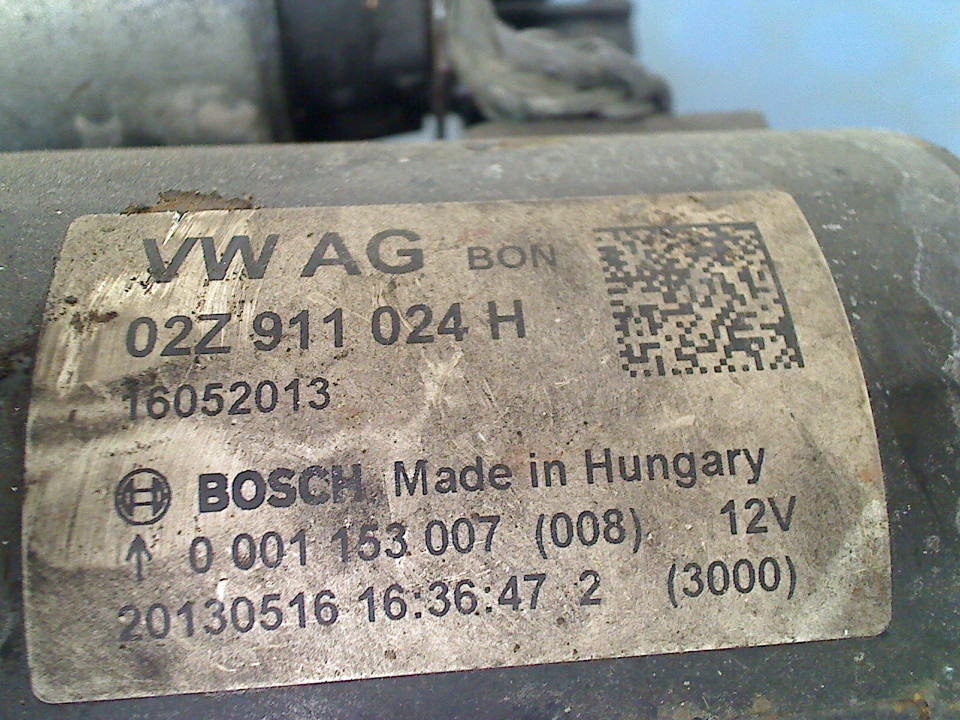 VW AG BON
02Z 911 024 H
16052013
BOSCH Made in Hungary
↑ 0 001 153 007 (008) 12V
20130516 16:36:47 2 (3000)